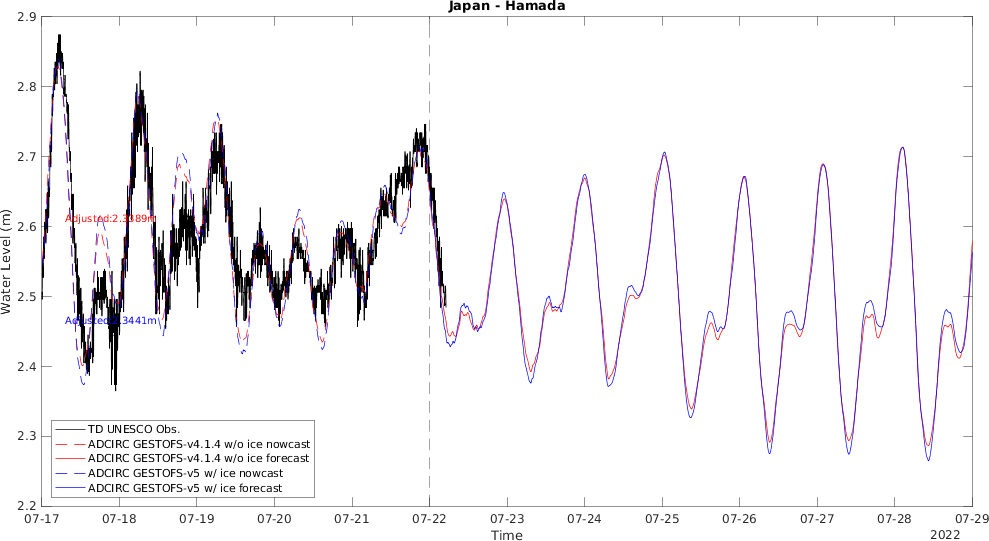 Japan - Hamada
2.9
2.8
2.7
2.6
2.5
2.4
2.3
2.2
Water Level (m)
Adjusted:2.3389m
TD UNESCO Obs.
ADCIRC GESTOFS-v4.1.4 w/o ice nowcast
ADCIRC GESTOFS-v4.1.4 w/o ice forecast
ADCIRC GESTOFS-v5 w/ ice nowcast
ADCIRC GESTOFS-v5 w/ ice forecast
07-17 07-18 07-19 07-20 07-21 07-22 07-23 07-24 07-25 07-26 07-27 07-28 07-29
Time
2022